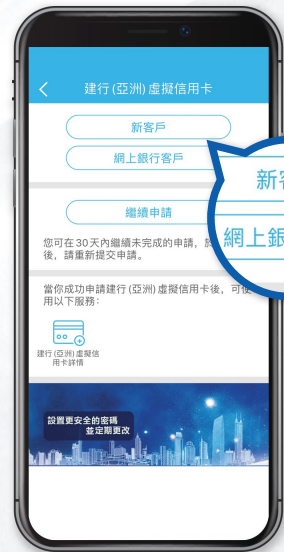 建行(亞洲)虛擬信用卡
新客戶
網上銀行客戶
新
網上銀
繼續申請
您可在30天內繼續未完成的申請,
後,請重新提交申請。
當你成功申請建行(亞洲)虛擬信用卡後,可使
用以下服務:
建行(亞洲)虛擬信
用卡詳情
設置更安全的密碼
並定期更改